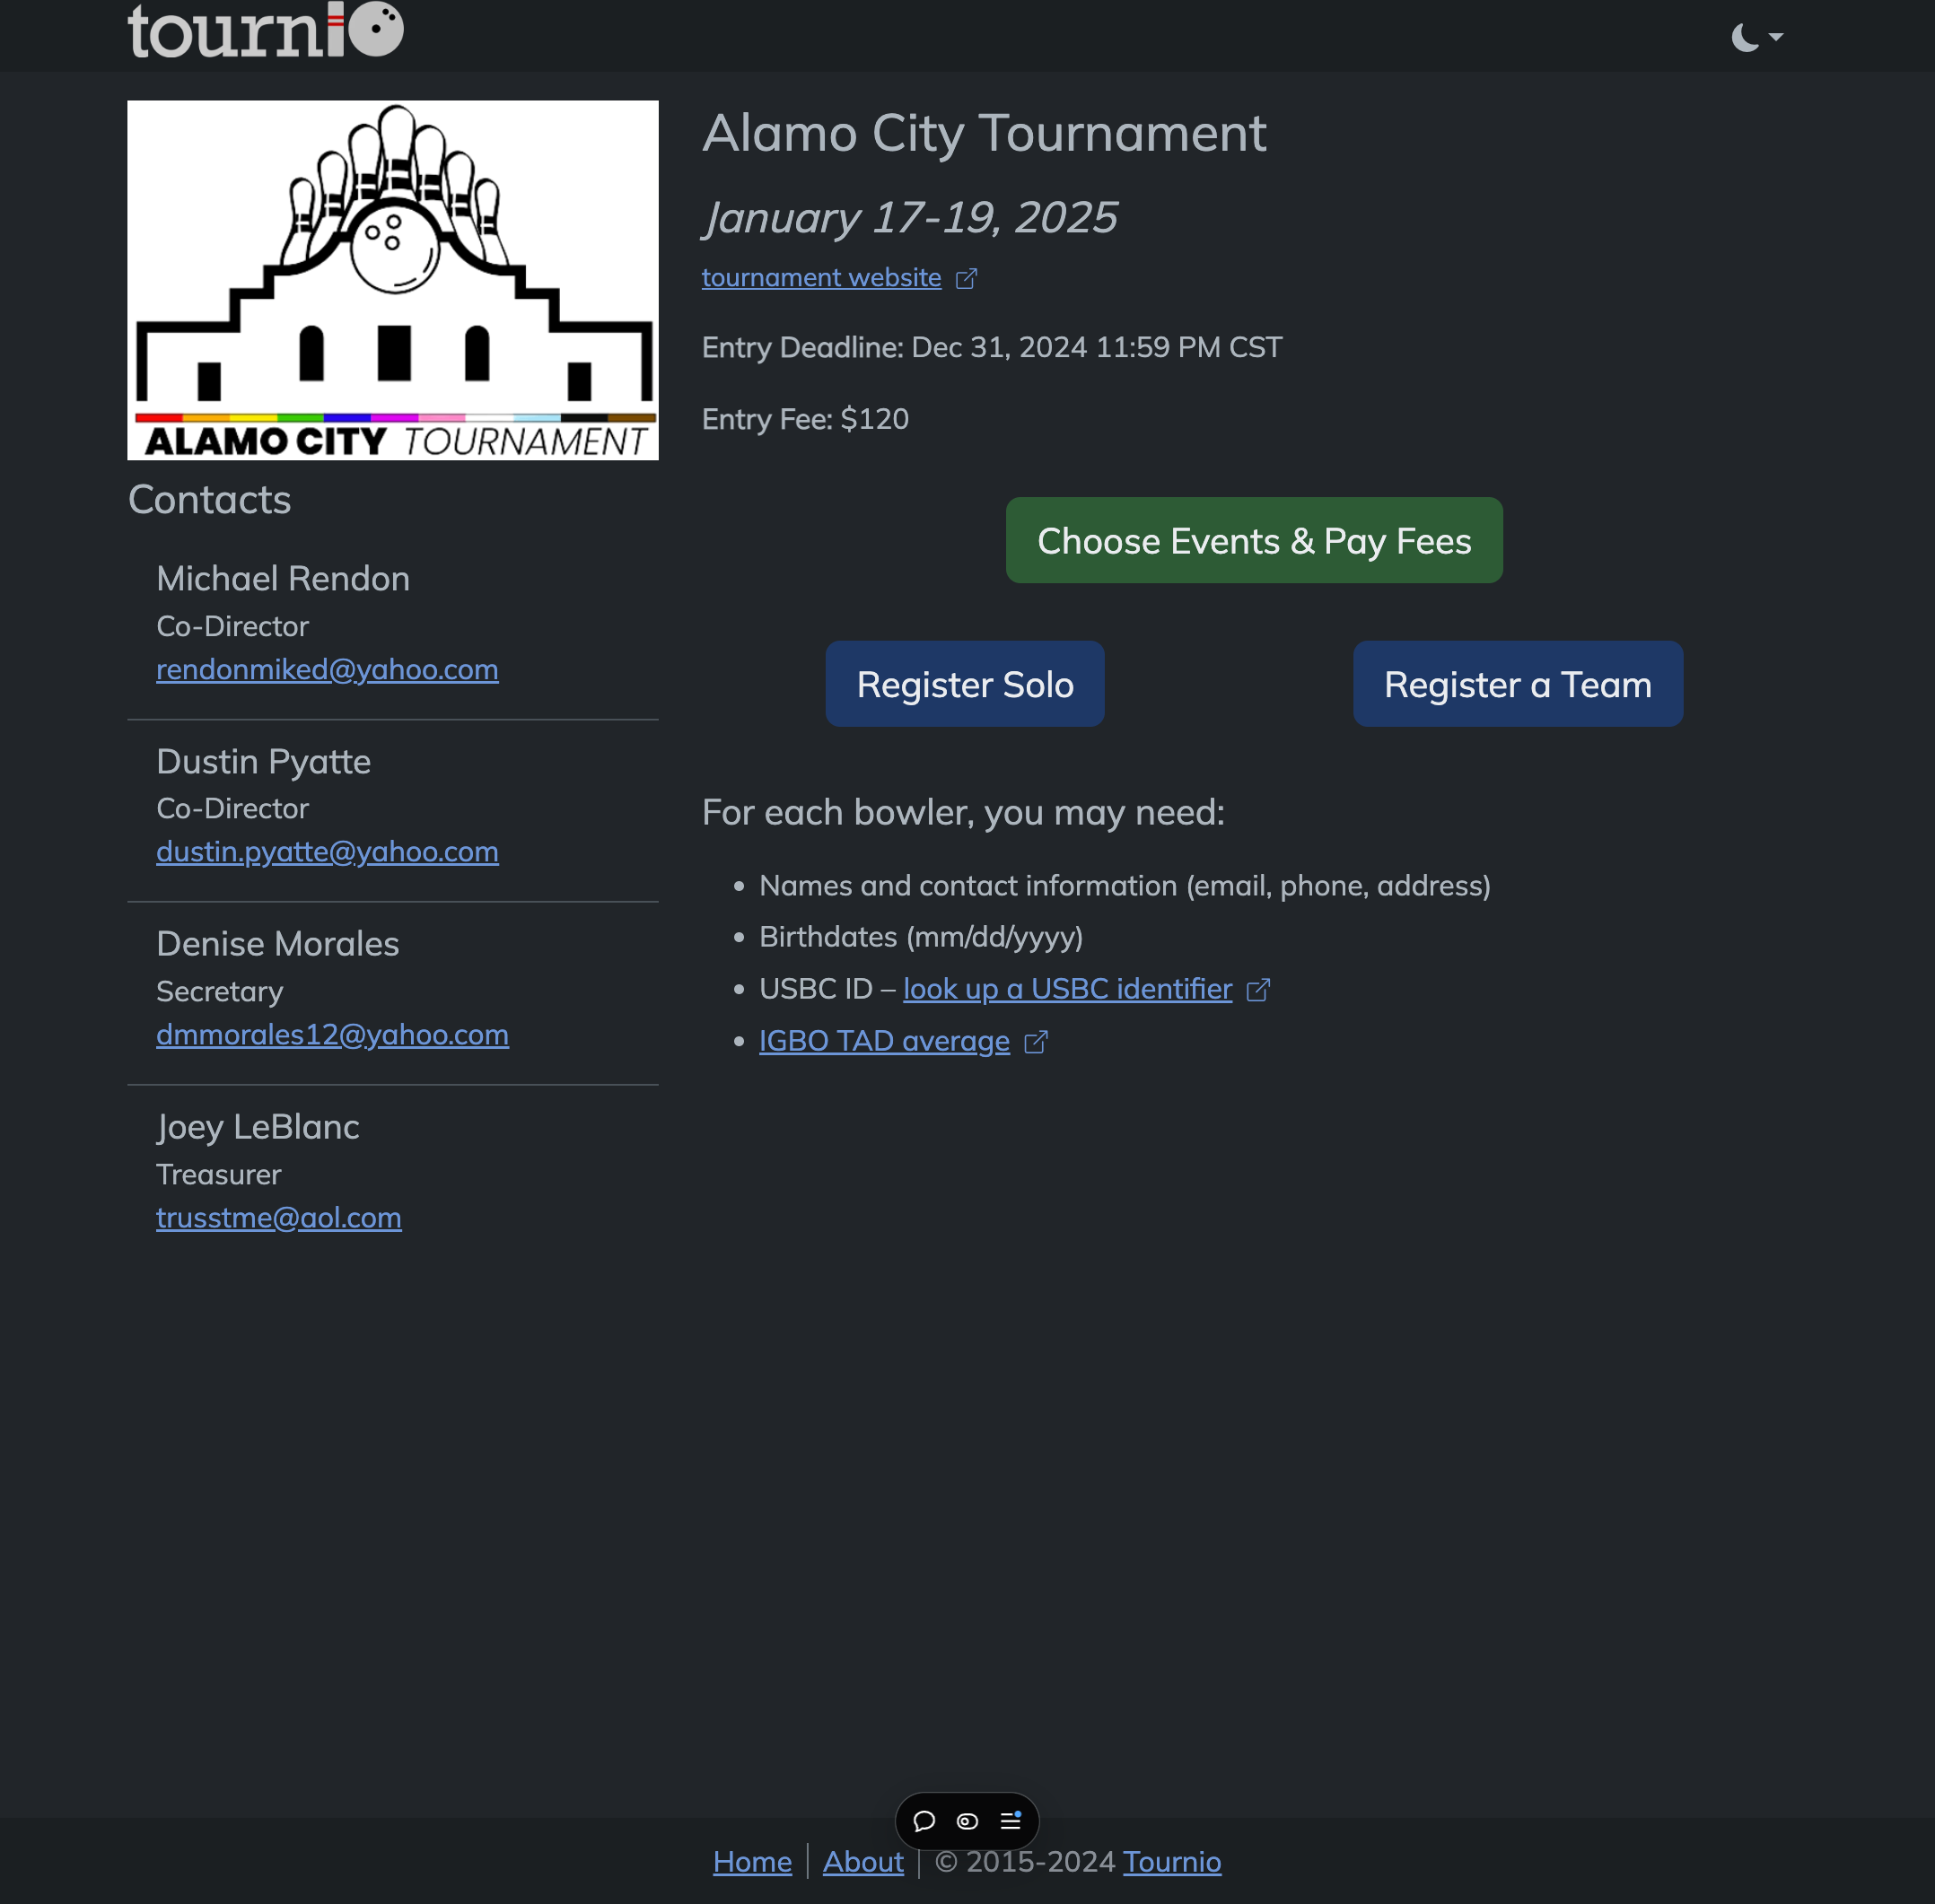 tournio
ALAMO CITY TOURNAMENT
Contacts
Michael Rendon
Co-Director
rendonmiked@yahoo.com
Dustin Pyatte
Co-Director
dustin.pyatte@yahoo.com
Denise Morales
Secretary
dmmorales12@yahoo.com
Joey LeBlanc
Treasurer
trusstme@aol.com
Alamo City Tournament
January 17-19, 2025
tournament website
Entry Deadline: Dec 31, 2024 11:59 PM CST
Entry Fee: $120
Choose Events & Pay Fees
Register Solo
Register a Team
For each bowler, you may need:
• Names and contact information (email, phone, address)
• Birthdates (mm/dd/yyyy)
• USBC ID – look up a USBC identifier
• IGBO TAD average
Home | About | © 2015-2024 Tournio